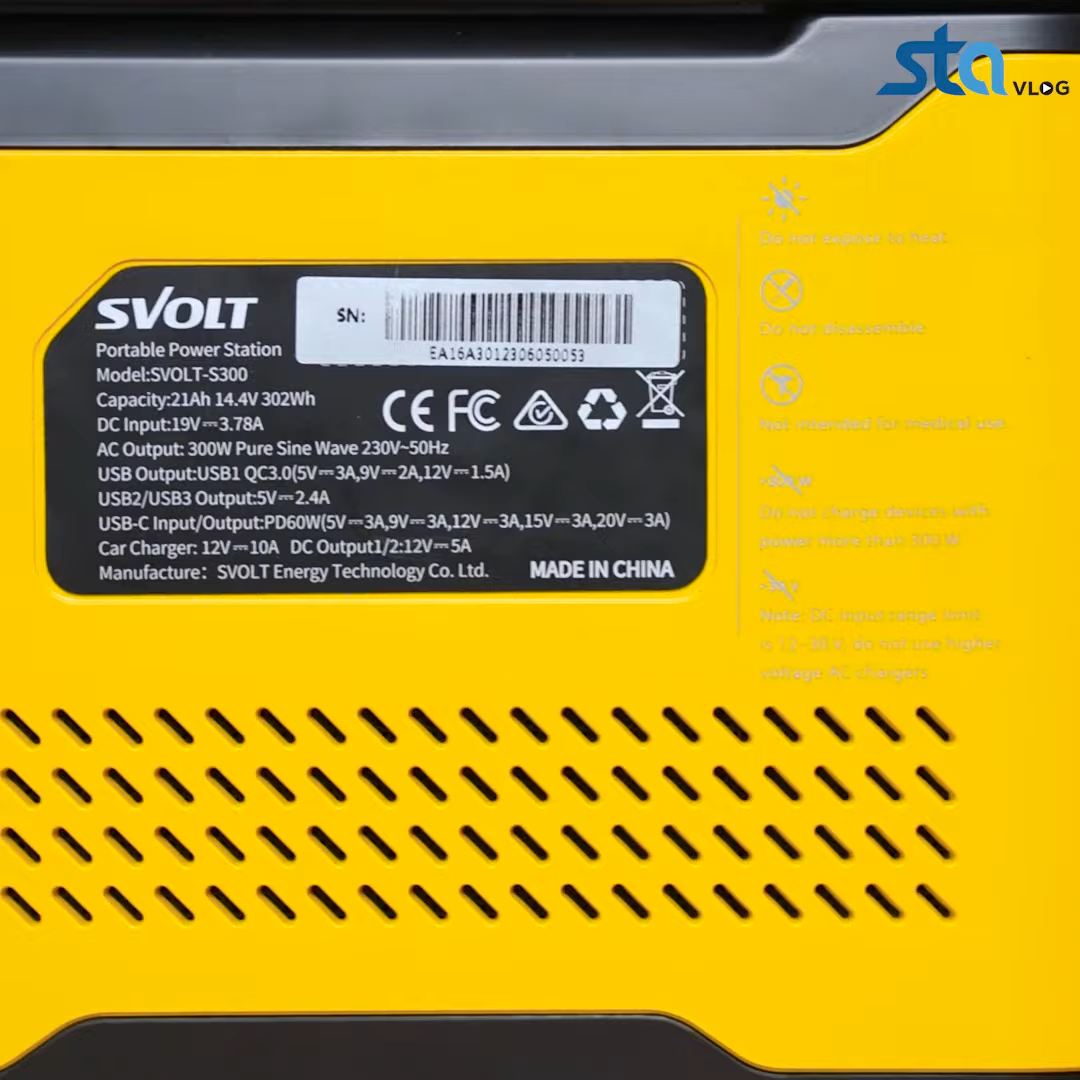 sta VLOG
SVOLT
SN:
EA16A3012306050053
Portable Power Station
Model:SVOLT-S300
Capacity:21Ah 14.4V 302Wh
DC Input:19V⎓3.78A
AC Output: 300W Pure Sine Wave 230V~50Hz
USB Output:USB1 QC3.0(5V⎓3A,9V⎓2A,12V⎓1.5A)
USB2/USB3 Output:5V⎓2.4A
USB-C Input/Output:PD60W(5V⎓3A,9V⎓3A,12V⎓3A,15V⎓3A,20V⎓3A)
Car Charger: 12V⎓10A DC Output1/2:12V⎓5A
Manufacture: SVOLT Energy Technology Co. Ltd. MADE IN CHINA
CE FC
Do not expose to heat
Do not disassemble
Not intended for medical use
Do not charge devices with
power more than 300 W
Note: DC input range limit
is 12-30 V, do not use higher
voltage AC chargers